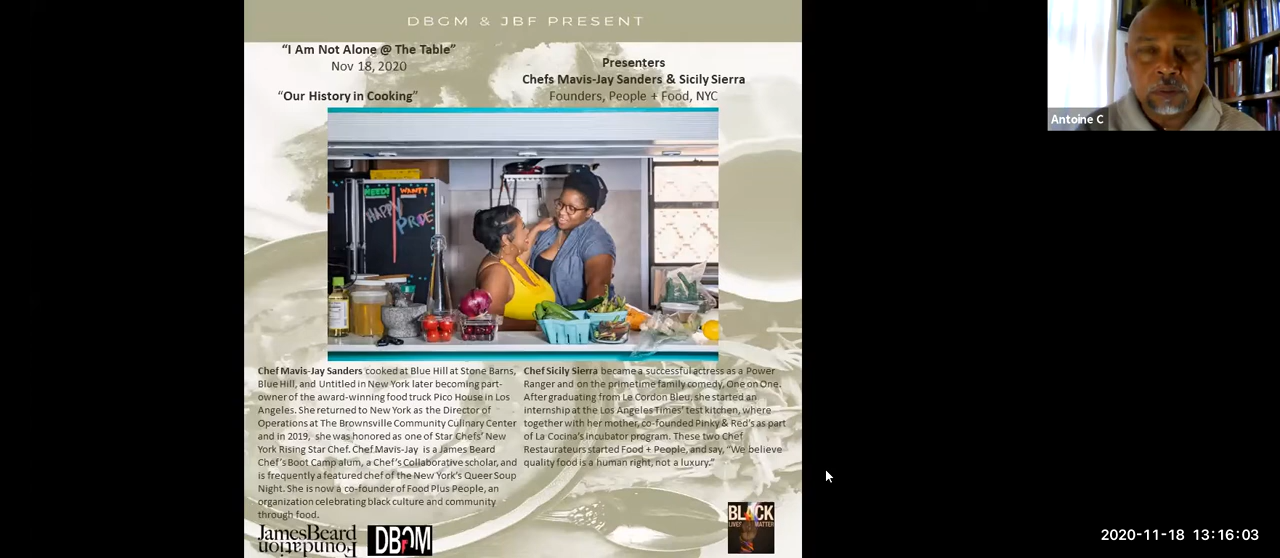 DBGM & JBF PRESENT
“I Am Not Alone @ The Table”
Nov 18, 2020
“Our History in Cooking”
Presenters
Chefs Mavis-Jay Sanders & Sicily Sierra
Founders, People + Food, NYC
NEED!
WANT?
HAPPY
PRIDE
Chef Mavis-Jay Sanders cooked at Blue Hill at Stone Barns,
Blue Hill, and Untitled in New York later becoming part-
owner of the award-winning food truck Pico House in Los
Angeles. She returned to New York as the Director of
Operations at The Brownsville Community Culinary Center
and in 2019, she was honored as one of Star Chefs’ New
York Rising Star Chef. Chef Mavis-Jay is a James Beard
Chef’s Boot Camp alum, a Chef’s Collaborative scholar, and
is frequently a featured chef of the New York’s Queer Soup
Night. She is now a co-founder of Food Plus People, an
organization celebrating black culture and community
through food.
Chef Sicily Sierra became a successful actress as a Power
Ranger and on the primetime family comedy, One on One.
After graduating from Le Cordon Bleu, she started an
internship at the Los Angeles Times’ test kitchen, where
together with her mother, co-founded Pinky & Red’s as part
of La Cocina’s incubator program. These two Chef
Restaurateurs started Food + People, and say, “We believe
quality food is a human right, not a luxury.”
James Beard
Foundation
DBGM
BLACK
LIVES MATTER
Antoine C
2020-11-18 13:16:03